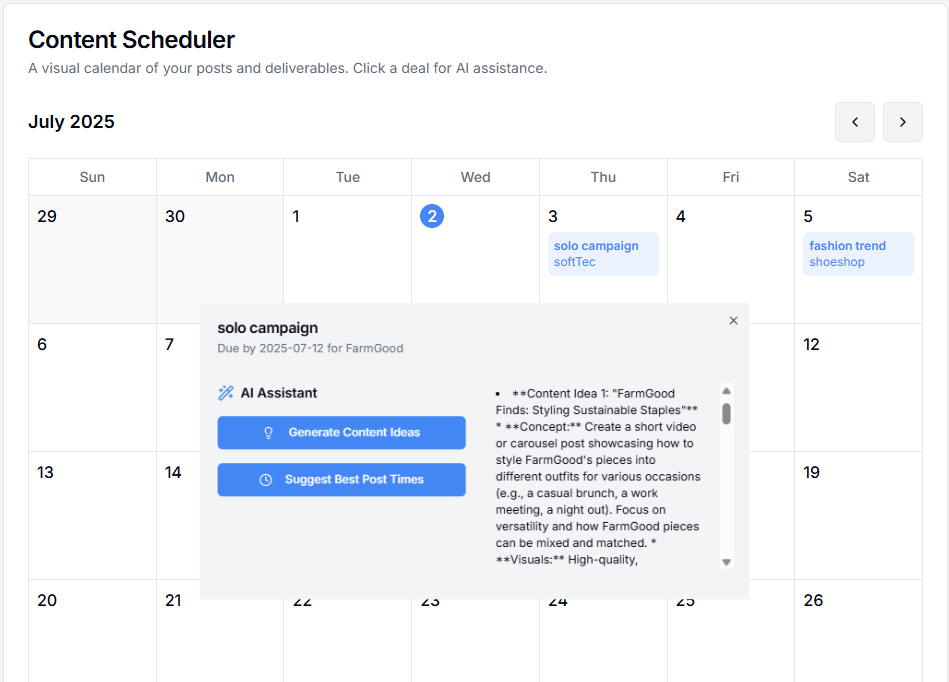 Content Scheduler
A visual calendar of your posts and deliverables. Click a deal for AI assistance.
July 2025
Sun Mon Tue Wed Thu Fri Sat
29 30 1 2 3 4 5
solo campaign
softTec
fashion trend
shoeshop
6 7 12
13 14 19
20 21 22 23 24 25 26
solo campaign
Due by 2025-07-12 for FarmGood
AI Assistant
Generate Content Ideas
Suggest Best Post Times
• **Content Idea 1: "FarmGood
Finds: Styling Sustainable Staples"**
* **Concept:** Create a short video
or carousel post showcasing how to
style FarmGood's pieces into
different outfits for various occasions
(e.g., a casual brunch, a work
meeting, a night out). Focus on
versatility and how FarmGood pieces
can be mixed and matched. *
**Visuals:** High-quality,